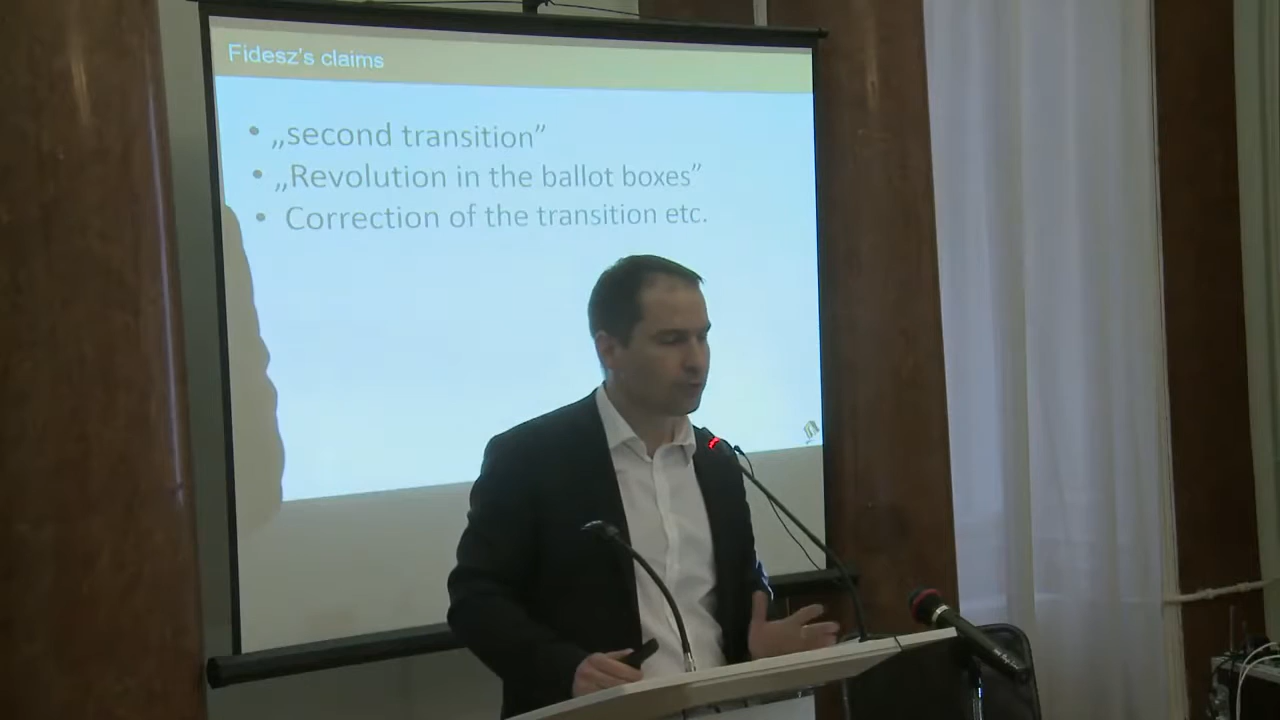 Fidesz's claims
• „second transition”
• „Revolution in the ballot boxes”
• Correction of the transition etc.